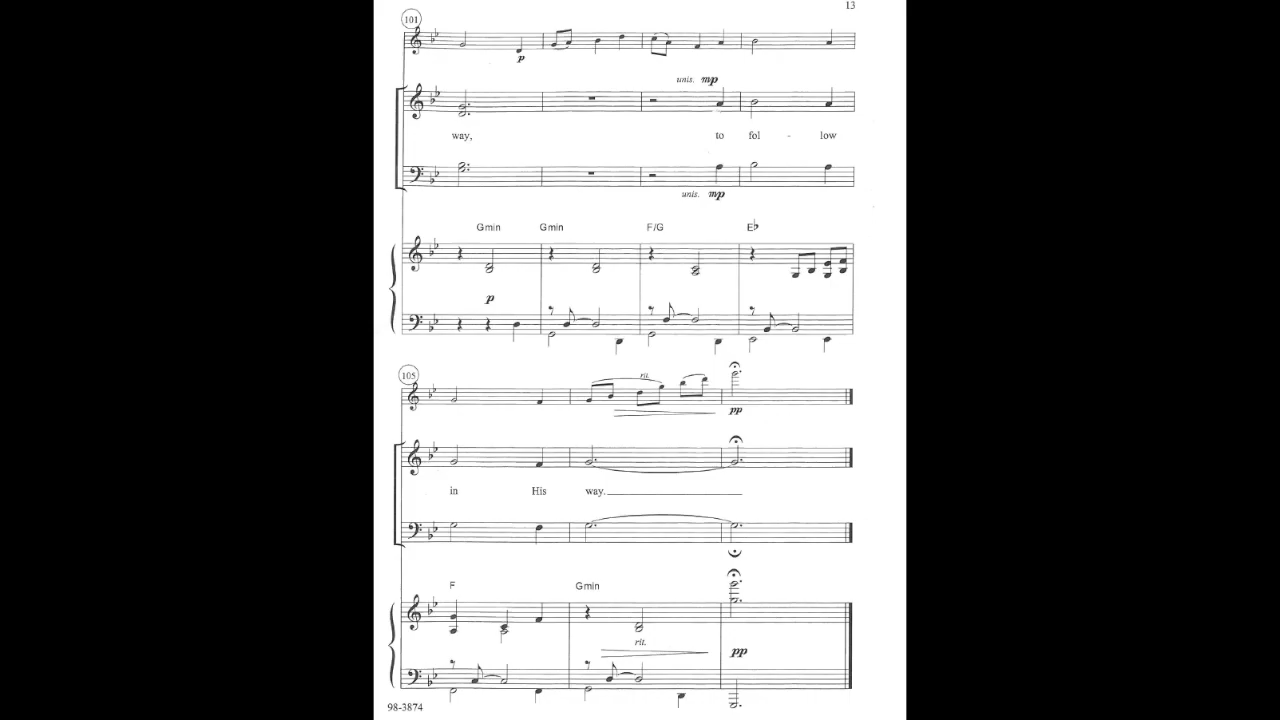 13
101
p
unis. mp
way, to fol - low
unis. mp
Gmin Gmin F/G E♭
p
105
rit.
pp
in His way.
F Gmin
rit.
pp
98-3874